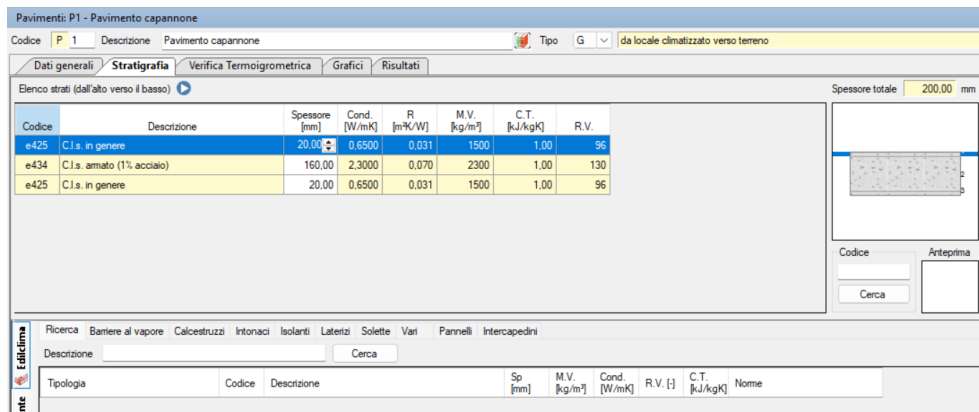 Pavimenti: P1 - Pavimento capannone
Codice P 1 Descrizione Pavimento capannone Tipo G da locale climatizzato verso terreno
Dati generali Stratigrafia Verifica Termoigrometrica Grafici Risultati
Elenco strati (dall'alto verso il basso) Spessore totale 200,00 mm
Codice Descrizione Spessore [mm] Cond. [W/mK] R [m²K/W] M.V. [kg/m³] C.T. [kJ/kgK] R.V.
e425 C.l.s. in genere 20,00 0,6500 0,031 1500 1,00 96
e434 C.l.s. armato (1% acciaio) 160,00 2,3000 0,070 2300 1,00 130
e425 C.l.s. in genere 20,00 0,6500 0,031 1500 1,00 96
2
3
Codice Anteprima
Cerca
Edilclima
Ricerca Barriere al vapore Calcestruzzi Intonaci Isolanti Laterizi Solette Vari Pannelli Intercapedini
Descrizione Cerca
Tipologia Codice Descrizione Sp [mm] M.V. [kg/m³] Cond. [W/mK] R.V. [-] C.T. [kJ/kgK] Norme